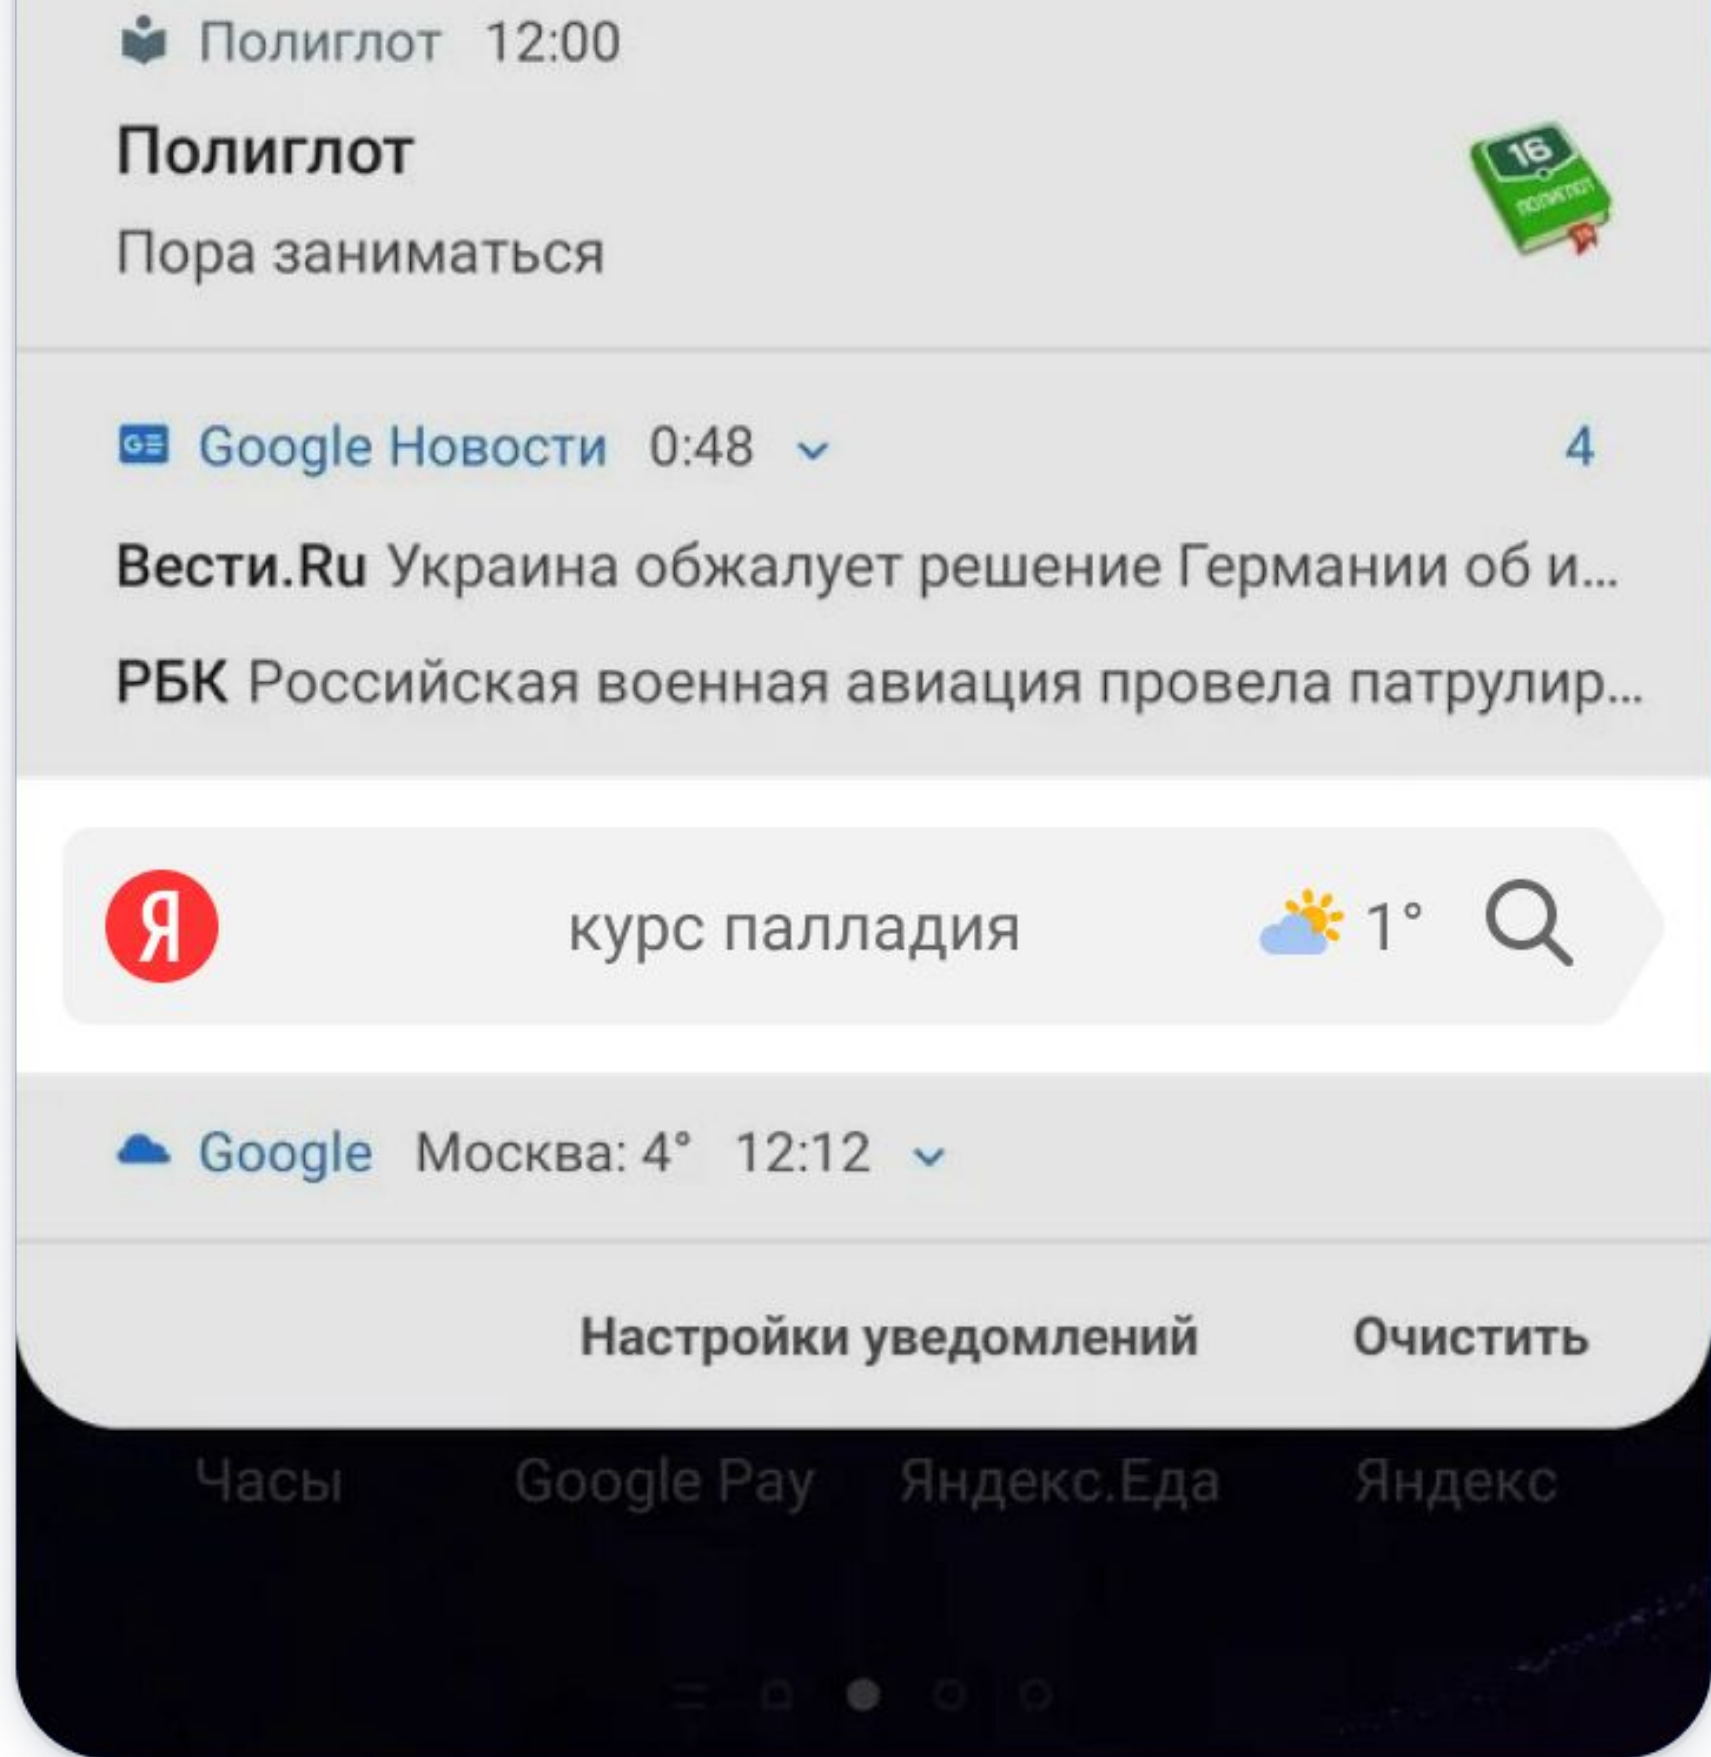 Полиглот 12:00
Полиглот
Пора заниматься
16
ПОЛИГЛОТ
Google Новости 0:48 4
Вести.Ru Украина обжалует решение Германии об и...
РБК Российская военная авиация провела патрулир...
Я курс палладия 1°
Google Москва: 4° 12:12
Настройки уведомлений Очистить
Часы Google Pay Яндекс.Еда Яндекс